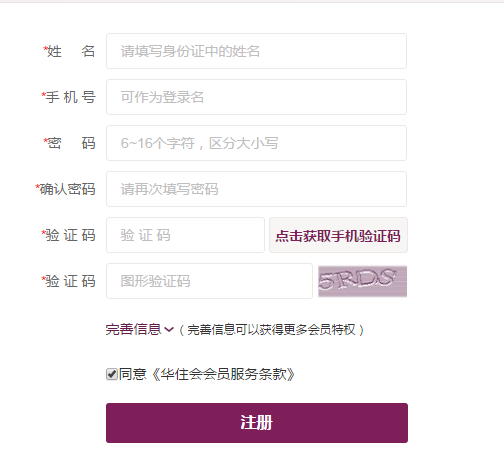 *姓 名 请填写身份证中的姓名
*手 机 号 可作为登录名
*密 码 6~16个字符，区分大小写
*确认密码 请再次填写密码
*验 证 码 验 证 码 点击获取手机验证码
*验 证 码 图形验证码 5RDS
完善信息 （完善信息可以获得更多会员特权）
同意《华住会会员服务条款》
注册